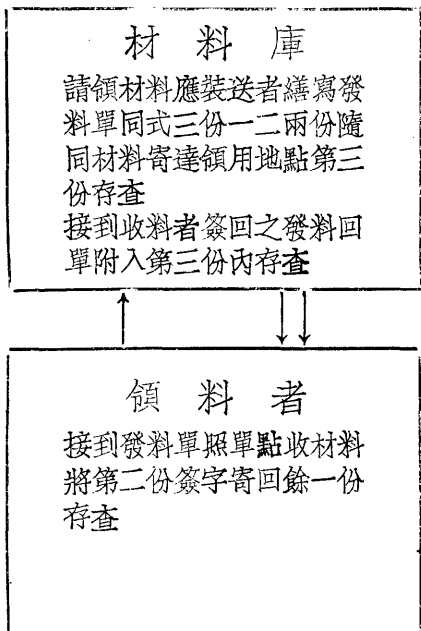 材料庫
請領材料應裝送者繕寫發
料單同式三份一二兩份隨
同材料寄達領用地點第三
份存查
接到收料者簽回之發料回
單附入第三份內存查
領料者
接到發料單照單點收材料
將第二份簽字寄回餘一份
存查